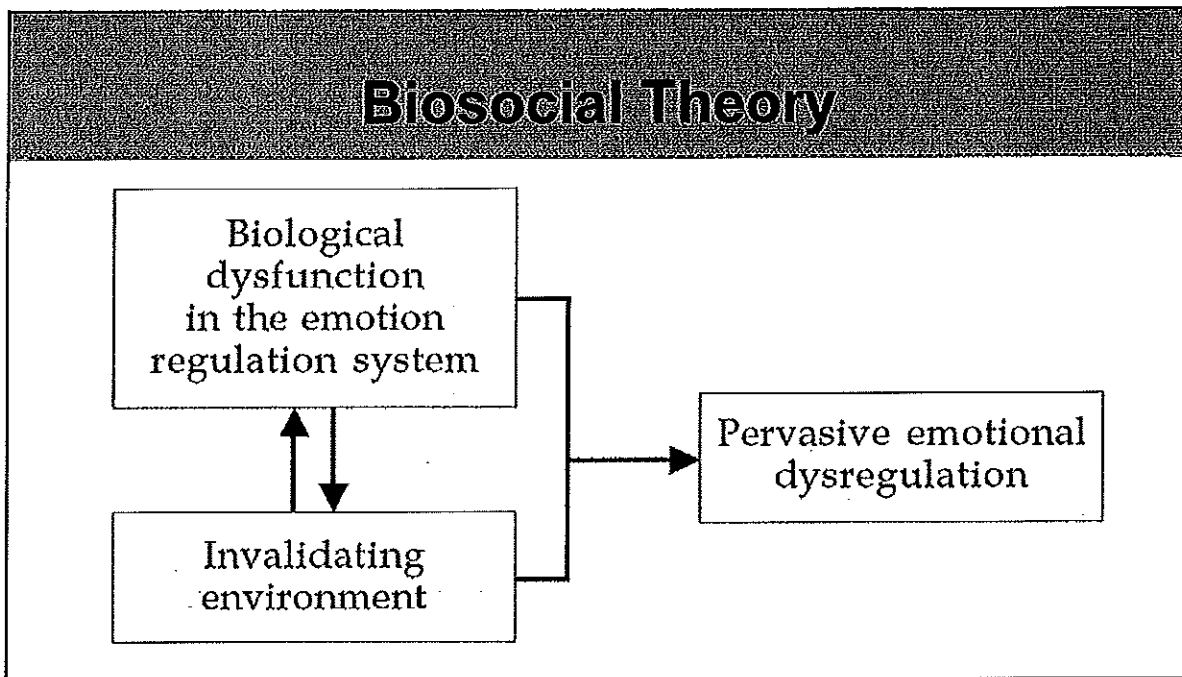 Biosocial Theory
Biological
dysfunction
in the emotion
regulation system
Pervasive emotional
dysregulation
Invalidating
environment